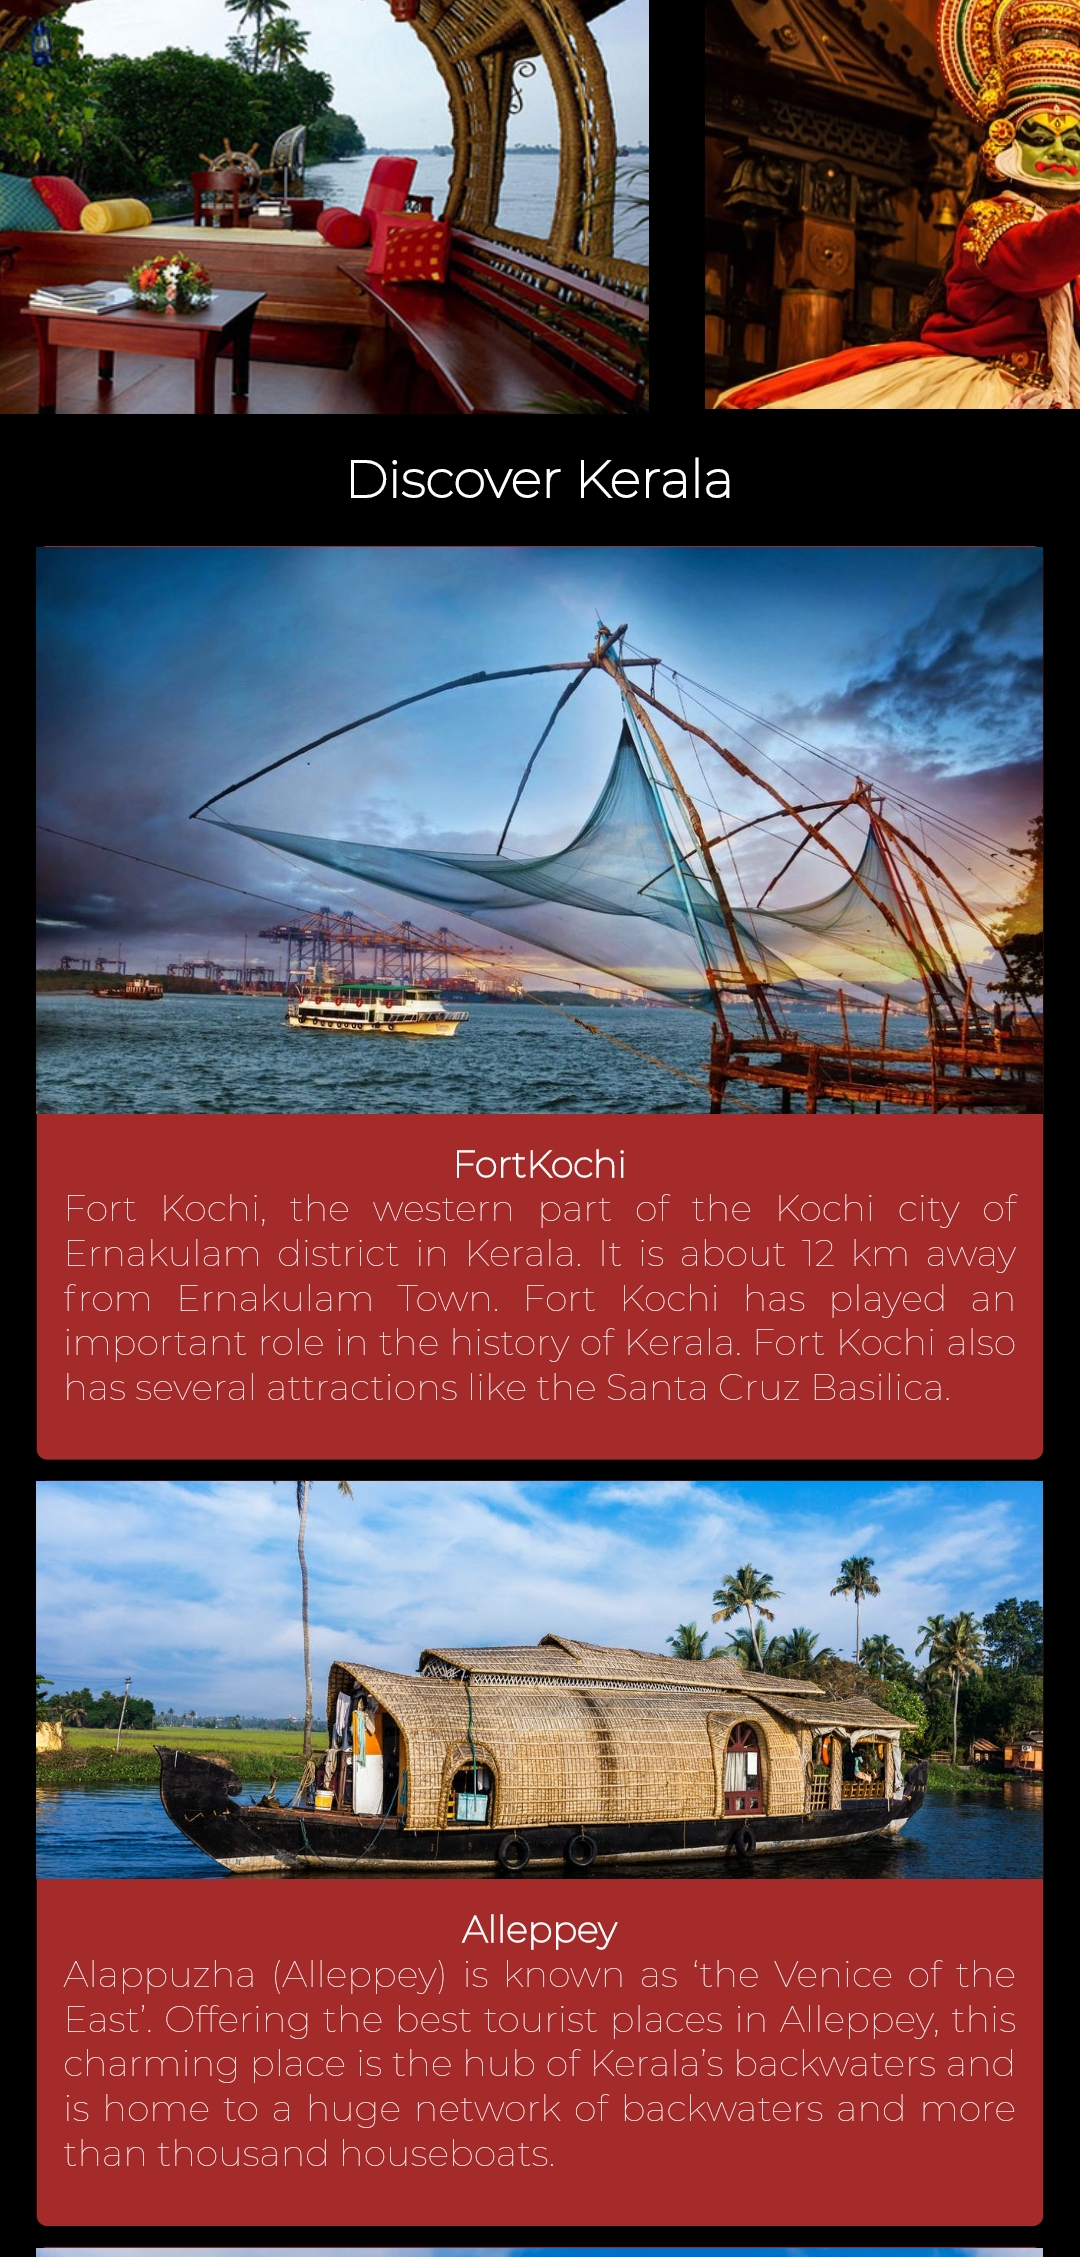 Discover Kerala
FortKochi
Fort Kochi, the western part of the Kochi city of
Ernakulam district in Kerala. It is about 12 km away
from Ernakulam Town. Fort Kochi has played an
important role in the history of Kerala. Fort Kochi also
has several attractions like the Santa Cruz Basilica.
Alleppey
Alappuzha (Alleppey) is known as ‘the Venice of the
East’. Offering the best tourist places in Alleppey, this
charming place is the hub of Kerala’s backwaters and
is home to a huge network of backwaters and more
than thousand houseboats.